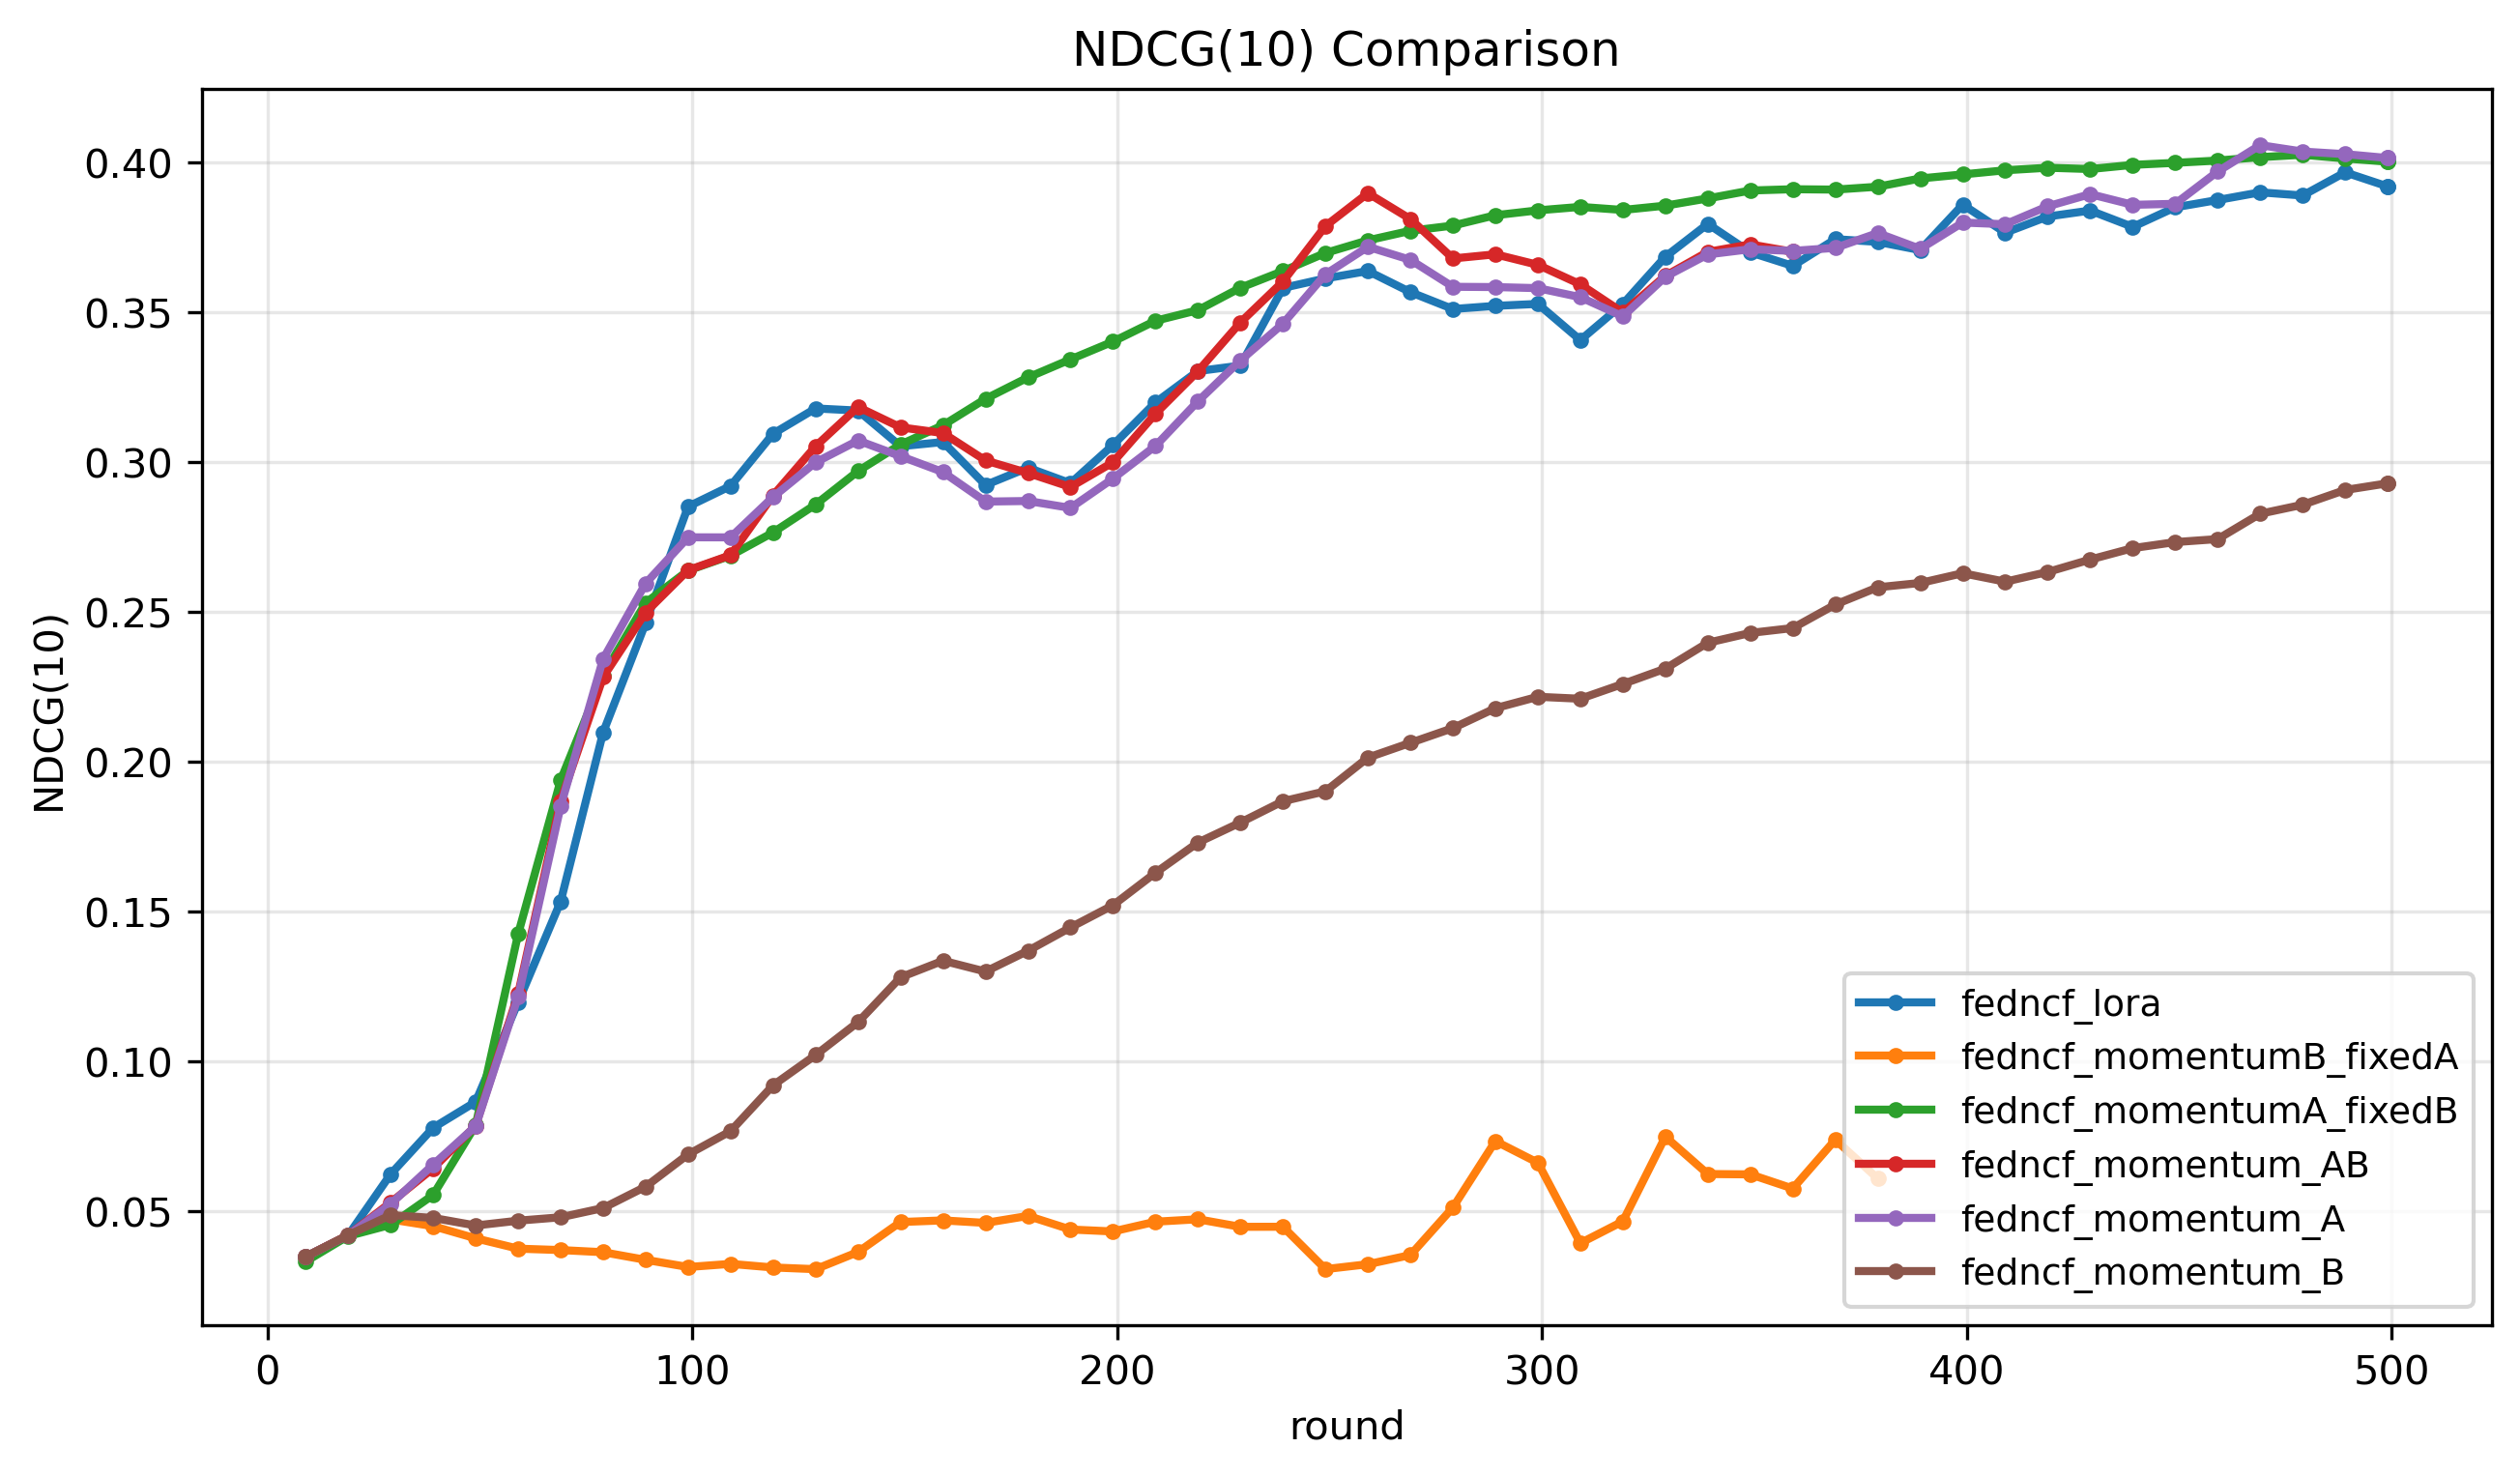 NDCG(10) Comparison
NDCG(10)
0.40
0.35
0.30
0.25
0.20
0.15
0.10
0.05
0
100
200
300
400
500
round
fedncf_lora
fedncf_momentumB_fixedA
fedncf_momentumA_fixedB
fedncf_momentum_AB
fedncf_momentum_A
fedncf_momentum_B